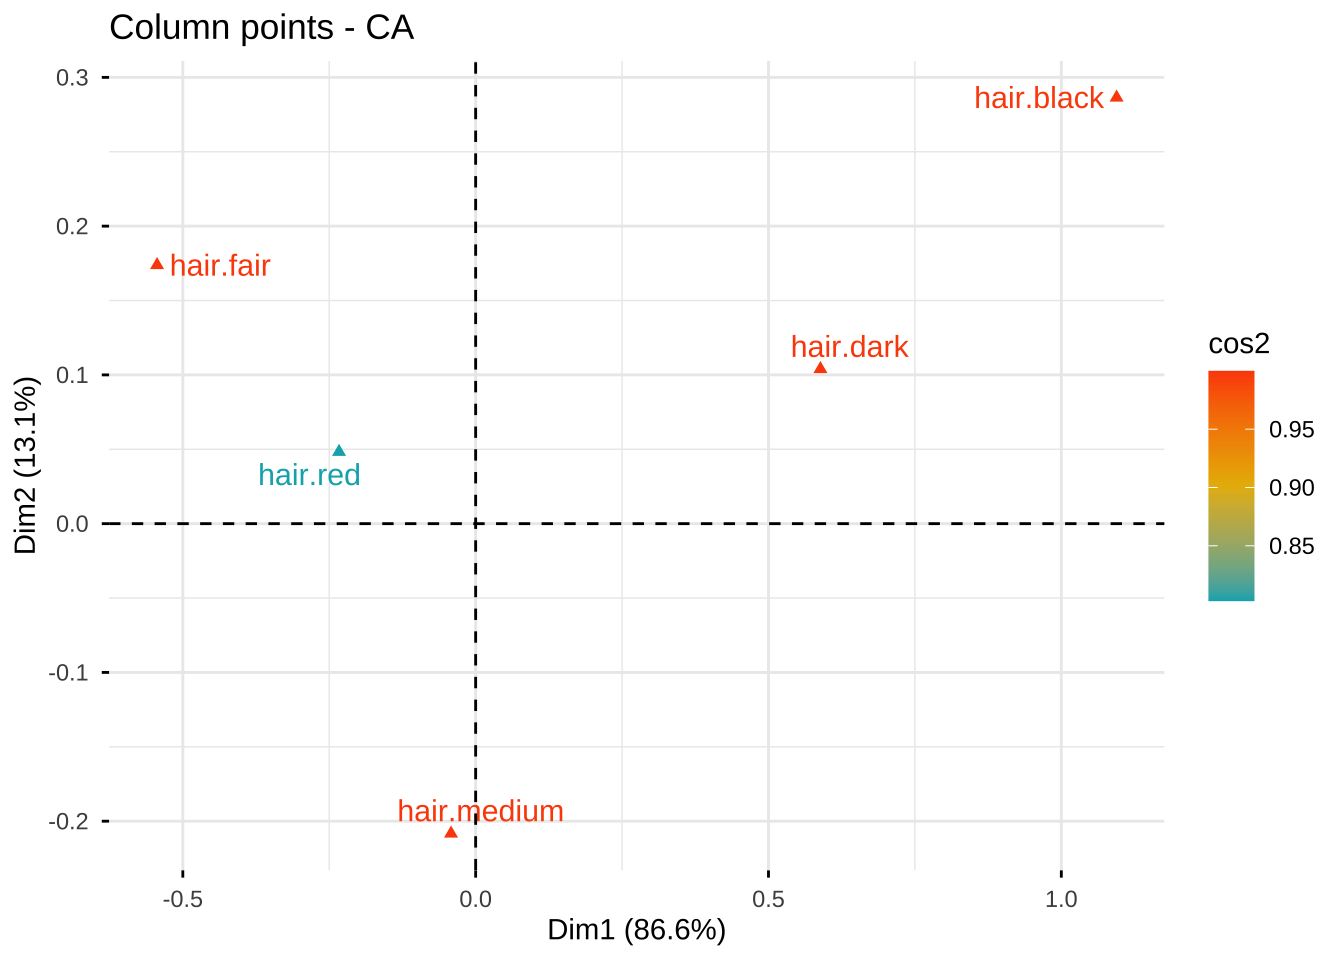 Column points - CA
0.3
0.2
0.1
0.0
-0.1
-0.2
Dim2 (13.1%)
hair.black
hair.fair
hair.dark
hair.red
hair.medium
-0.5
0.0
0.5
1.0
Dim1 (86.6%)
cos2
0.95
0.90
0.85